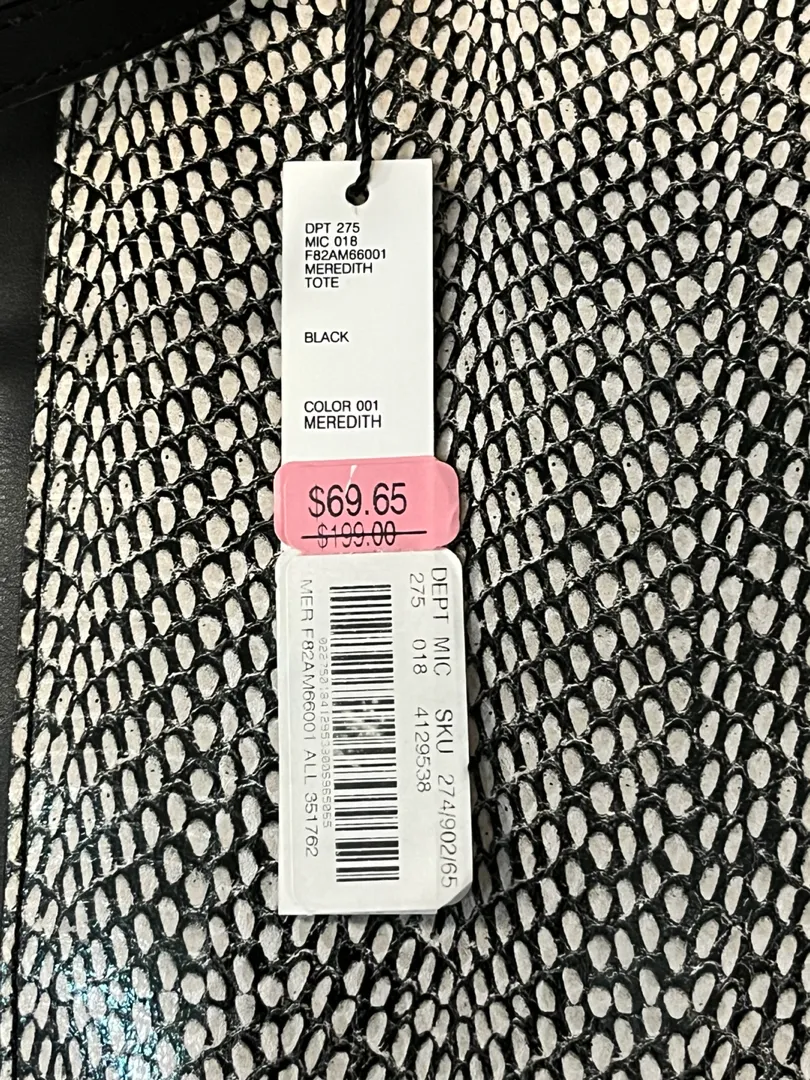 DPT 275
MIC 018
F82AM66001
MEREDITH
TOTE
BLACK
COLOR 001
MEREDITH
$69.65
$199.00
DEPT MIC SKU 274/902/65
275 018 4129538
MER F82AM66001 ALL 351762